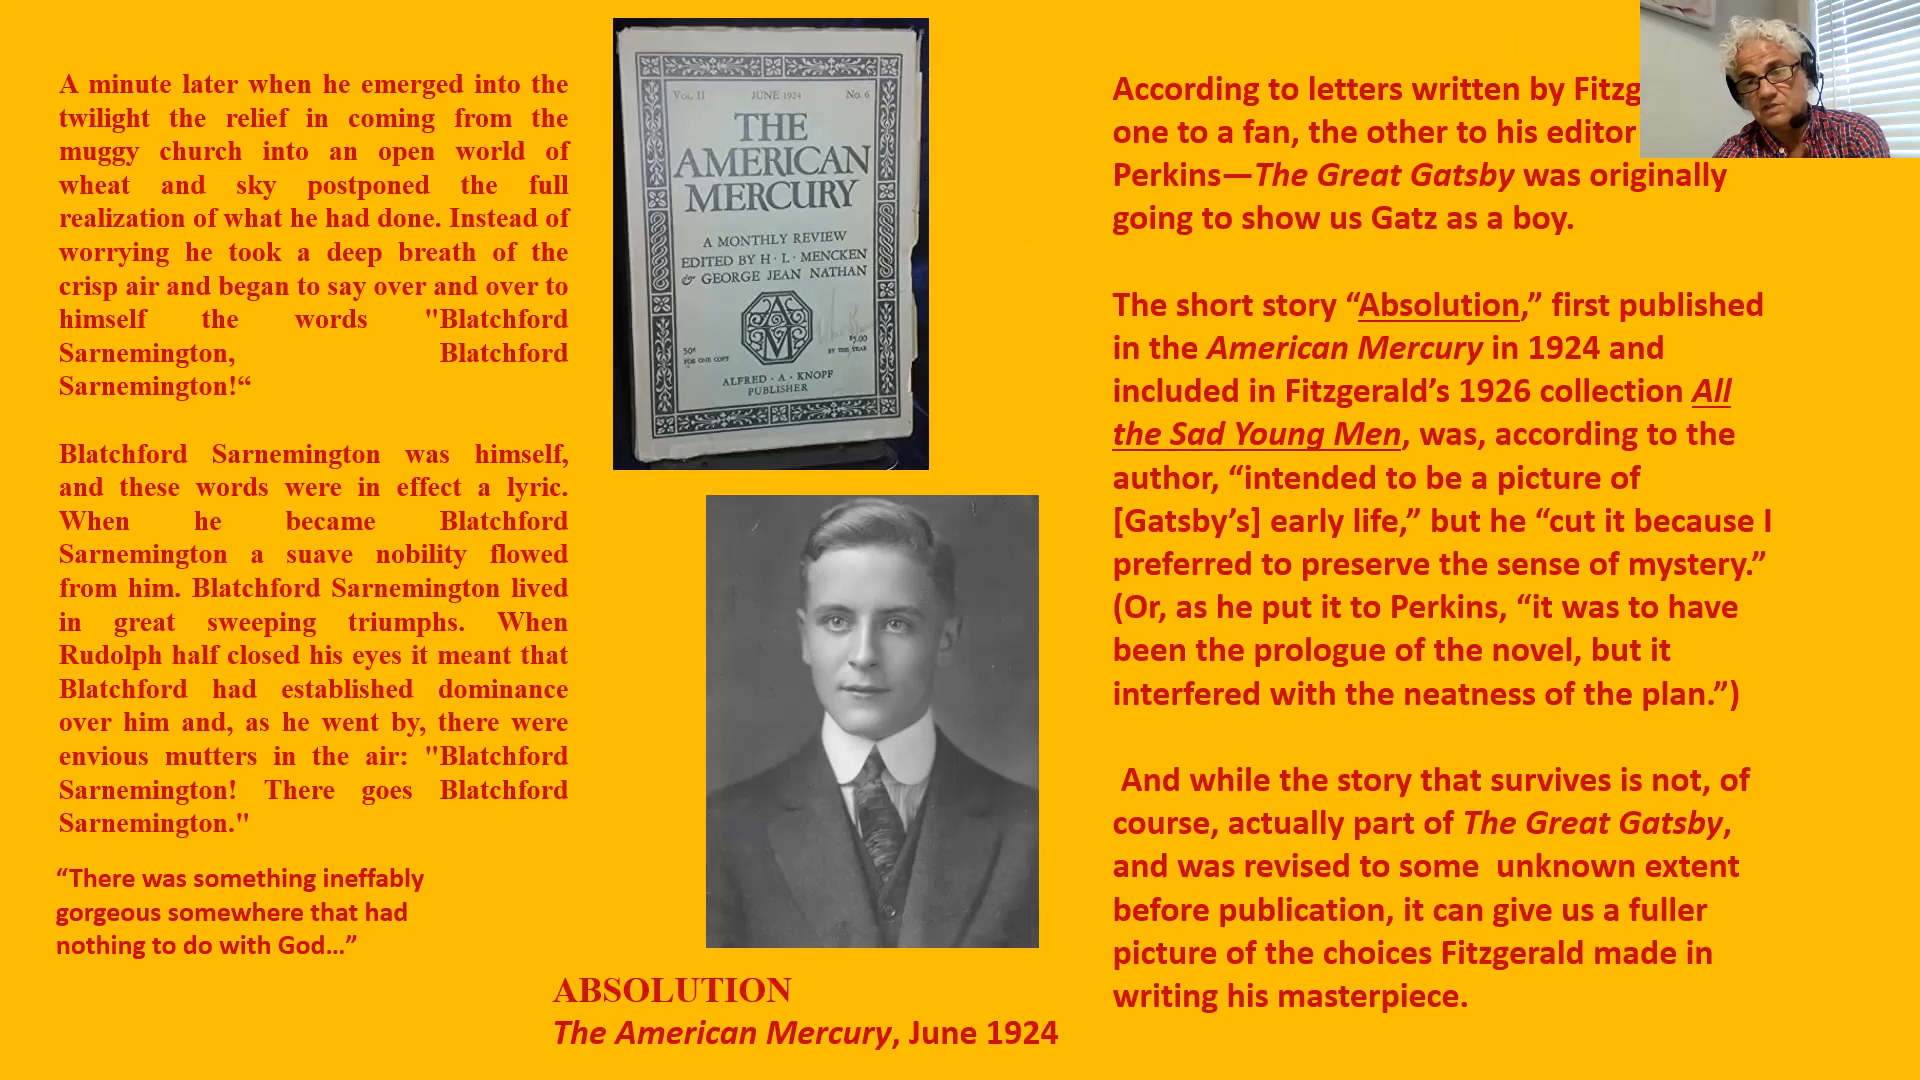 A minute later when he emerged into the
twilight the relief in coming from the
muggy church into an open world of
wheat and sky postponed the full
realization of what he had done. Instead of
worrying he took a deep breath of the
crisp air and began to say over and over to
himself the words "Blatchford
Sarnemington, Blatchford
Sarnemington!“
Blatchford Sarnemington was himself,
and these words were in effect a lyric.
When he became Blatchford
Sarnemington a suave nobility flowed
from him. Blatchford Sarnemington lived
in great sweeping triumphs. When
Rudolph half closed his eyes it meant that
Blatchford had established dominance
over him and, as he went by, there were
envious mutters in the air: "Blatchford
Sarnemington! There goes Blatchford
Sarnemington."
“There was something ineffably
gorgeous somewhere that had
nothing to do with God…”
VOL. II JUNE 1924 No. 6
THE
AMERICAN
MERCURY
A MONTHLY REVIEW
EDITED BY H · L · MENCKEN
& GEORGE JEAN NATHAN
AM
50¢
FOR ONE COPY
$5.00
BY THE YEAR
ALFRED · A · KNOPF
PUBLISHER
ABSOLUTION
The American Mercury, June 1924
According to letters written by Fitzg
one to a fan, the other to his editor
Perkins—The Great Gatsby was originally
going to show us Gatz as a boy.
The short story “Absolution,” first published
in the American Mercury in 1924 and
included in Fitzgerald’s 1926 collection All
the Sad Young Men, was, according to the
author, “intended to be a picture of
[Gatsby’s] early life,” but he “cut it because I
preferred to preserve the sense of mystery.”
(Or, as he put it to Perkins, “it was to have
been the prologue of the novel, but it
interfered with the neatness of the plan.”)
And while the story that survives is not, of
course, actually part of The Great Gatsby,
and was revised to some unknown extent
before publication, it can give us a fuller
picture of the choices Fitzgerald made in
writing his masterpiece.